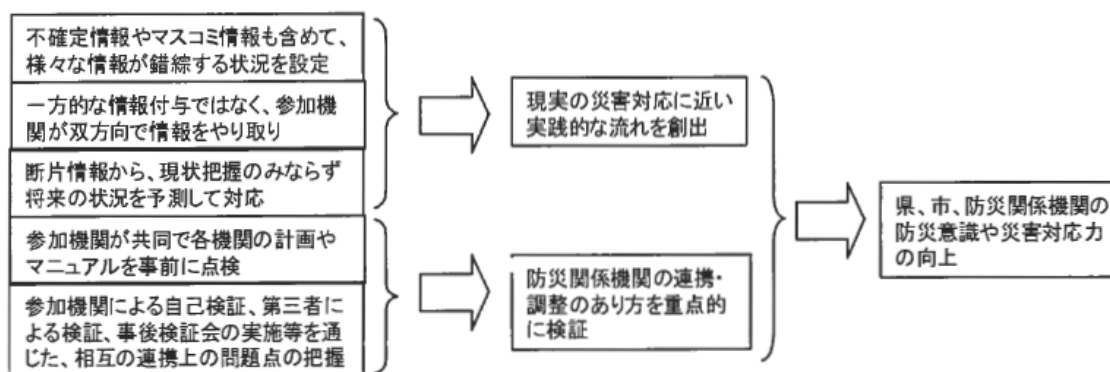 不確定情報やマスコミ情報も含めて、
様々な情報が錯綜する状況を設定
一方的な情報付与ではなく、参加機
関が双方向で情報をやり取り
断片情報から、現状把握のみならず
将来の状況を予測して対応
参加機関が共同で各機関の計画や
マニュアルを事前に点検
参加機関による自己検証、第三者に
よる検証、事後検証会の実施等を通
じた、相互の連携上の問題点の把握
現実の災害対応に近い
実践的な流れを創出
防災関係機関の連携・
調整のあり方を重点的
に検証
県、市、防災関係機関の
防災意識や災害対応力
の向上